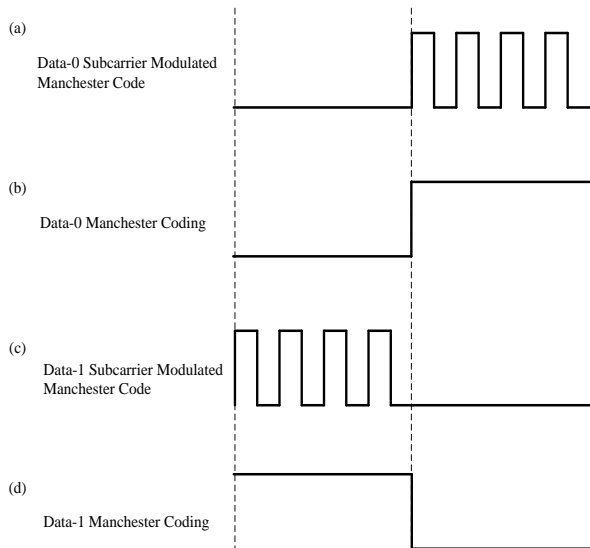 (a)
Data-0 Subcarrier Modulated
Manchester Code
(b)
Data-0 Manchester Coding
(c)
Data-1 Subcarrier Modulated
Manchester Code
(d)
Data-1 Manchester Coding